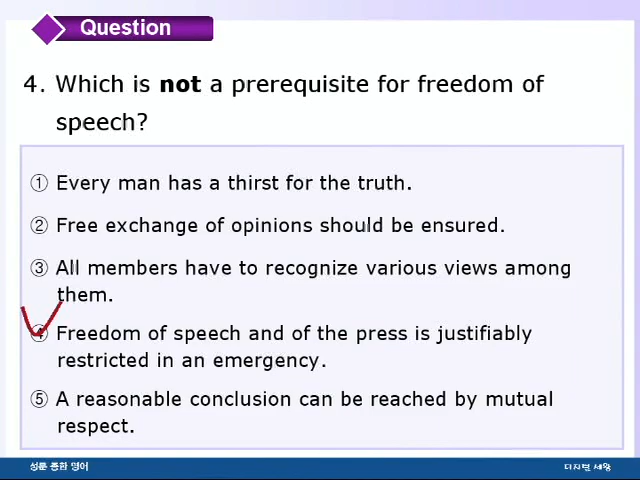 Question
4. Which is not a prerequisite for freedom of
speech?
① Every man has a thirst for the truth.
② Free exchange of opinions should be ensured.
③ All members have to recognize various views among
them.
④ Freedom of speech and of the press is justifiably
restricted in an emergency.
⑤ A reasonable conclusion can be reached by mutual
respect.
성문 종합 영어
디지털 세왕